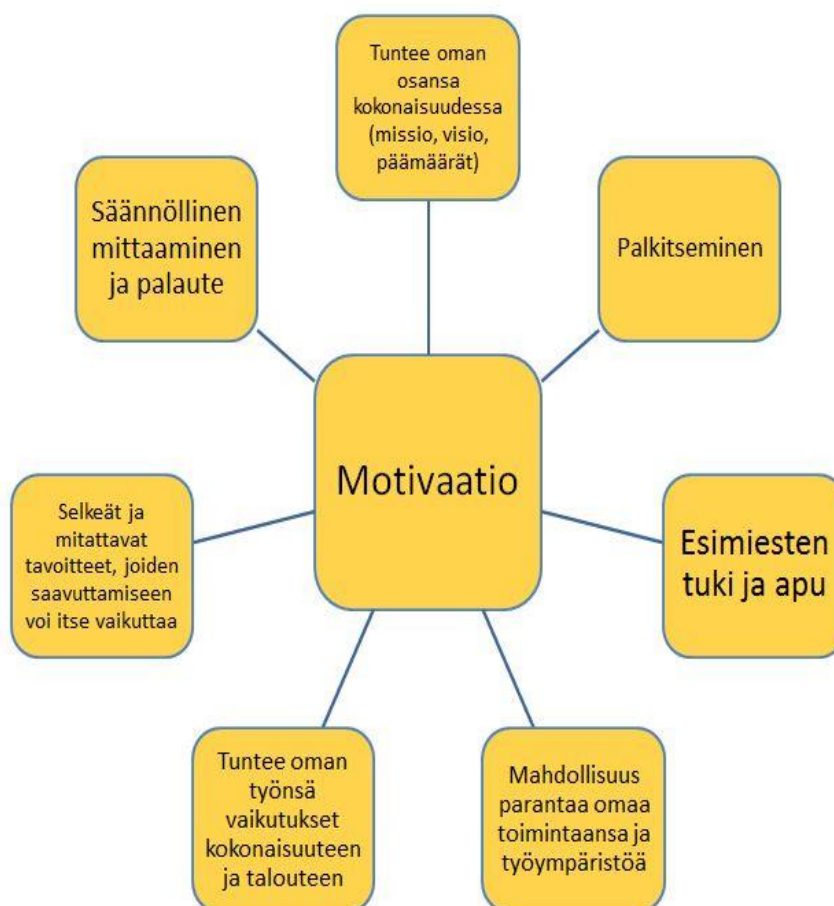 Tuntee oman
osansa
kokonaisuudessa
(missio, visio,
päämäärät)
Palkitseminen
Esimiesten
tuki ja apu
Mahdollisuus
parantaa omaa
toimintaansa ja
työympäristöä
Tuntee oman
työnsä
vaikutukset
kokonaisuuteen
ja talouteen
Selkeät ja
mitattavat
tavoitteet, joiden
saavuttamiseen
voi itse vaikuttaa
Säännöllinen
mittaaminen
ja palaute
Motivaatio